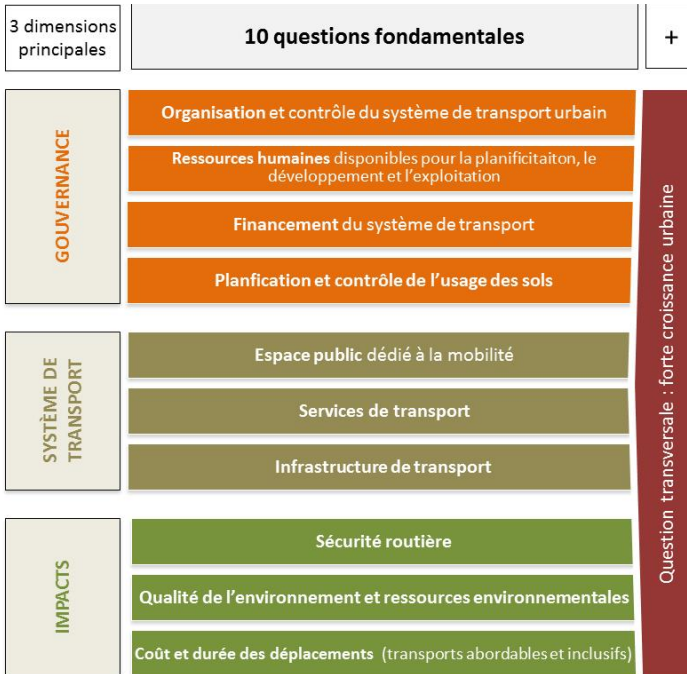 3 dimensions
principales
10 questions fondamentales
+
GOUVERNANCE
Organisation et contrôle du système de transport urbain
Ressources humaines disponibles pour la planificitaiton, le
développement et l'exploitation
Financement du système de transport
Planfication et contrôle de l'usage des sols
SYSTÈME DE
TRANSPORT
Espace public dédié à la mobilité
Services de transport
Infrastructure de transport
IMPACTS
Sécurité routière
Qualité de l'environnement et ressources environnementales
Coût et durée des déplacements (transports abordables et inclusifs)
Question transversale : forte croissance urbaine